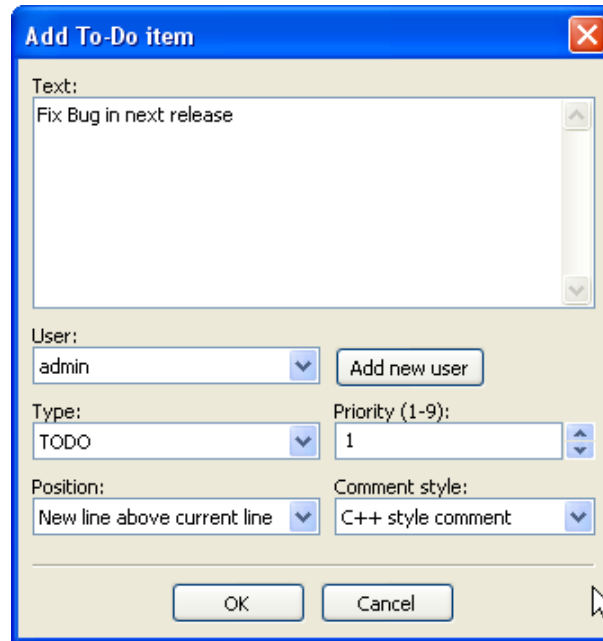 Add To-Do item
Text:
Fix Bug in next release
User:
admin
Add new user
Type:
Priority (1-9):
TODO
1
Position:
Comment style:
New line above current line
C++ style comment
OK
Cancel